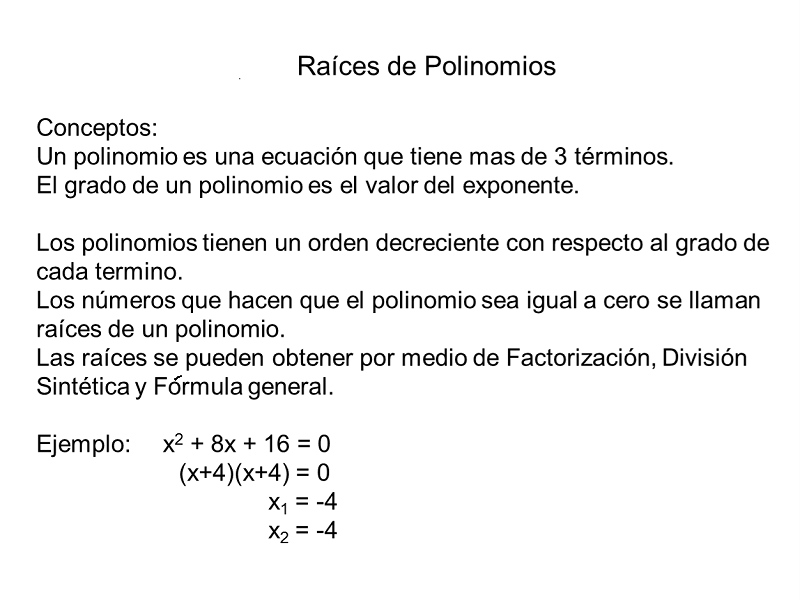 Raíces de Polinomios
Conceptos:
Un polinomio es una ecuación que tiene mas de 3 términos.
El grado de un polinomio es el valor del exponente.
Los polinomios tienen un orden decreciente con respecto al grado de
cada termino.
Los números que hacen que el polinomio sea igual a cero se llaman
raíces de un polinomio.
Las raíces se pueden obtener por medio de Factorización, División
Sintética y Fórmula general.
Ejemplo: x² + 8x + 16 = 0
(x+4)(x+4) = 0
x₁ = -4
x₂ = -4